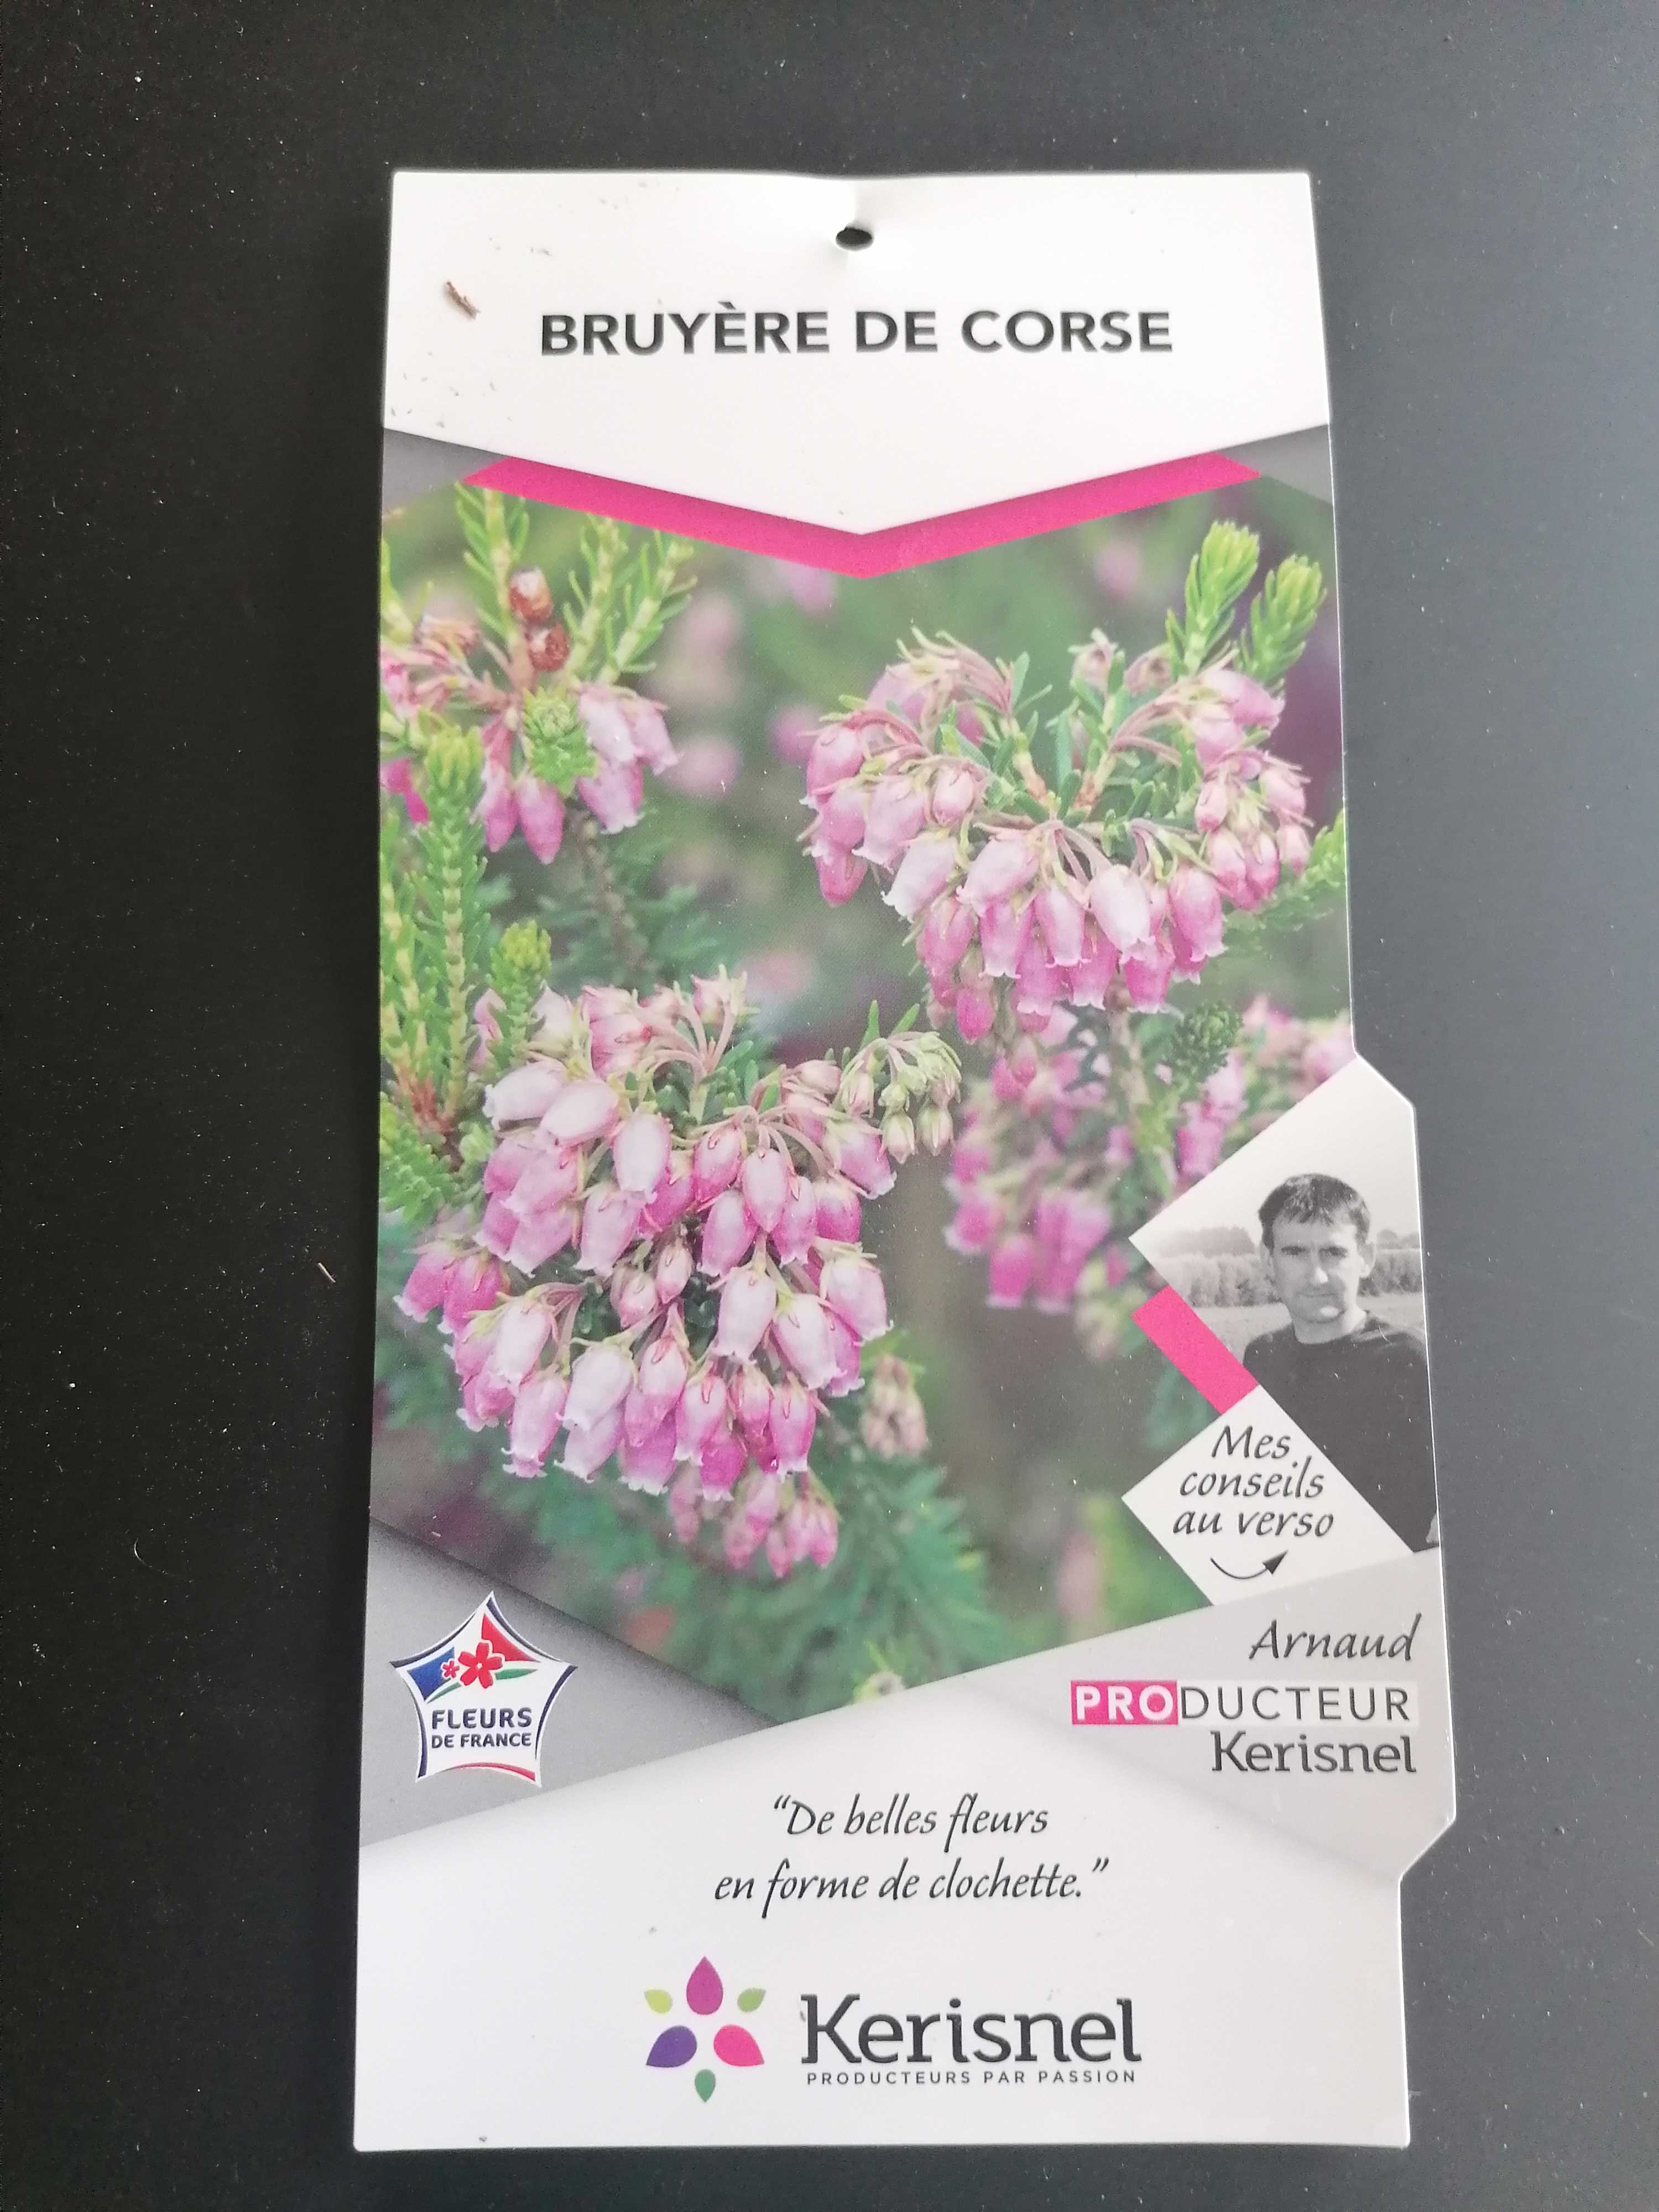 BRUYÈRE DE CORSE
Mes
conseils
au verso
Arnaud
PRODUCTEUR
Kerisnel
FLEURS
DE FRANCE
“De belles fleurs
en forme de clochette.”
Kerisnel
PRODUCTEURS PAR PASSION